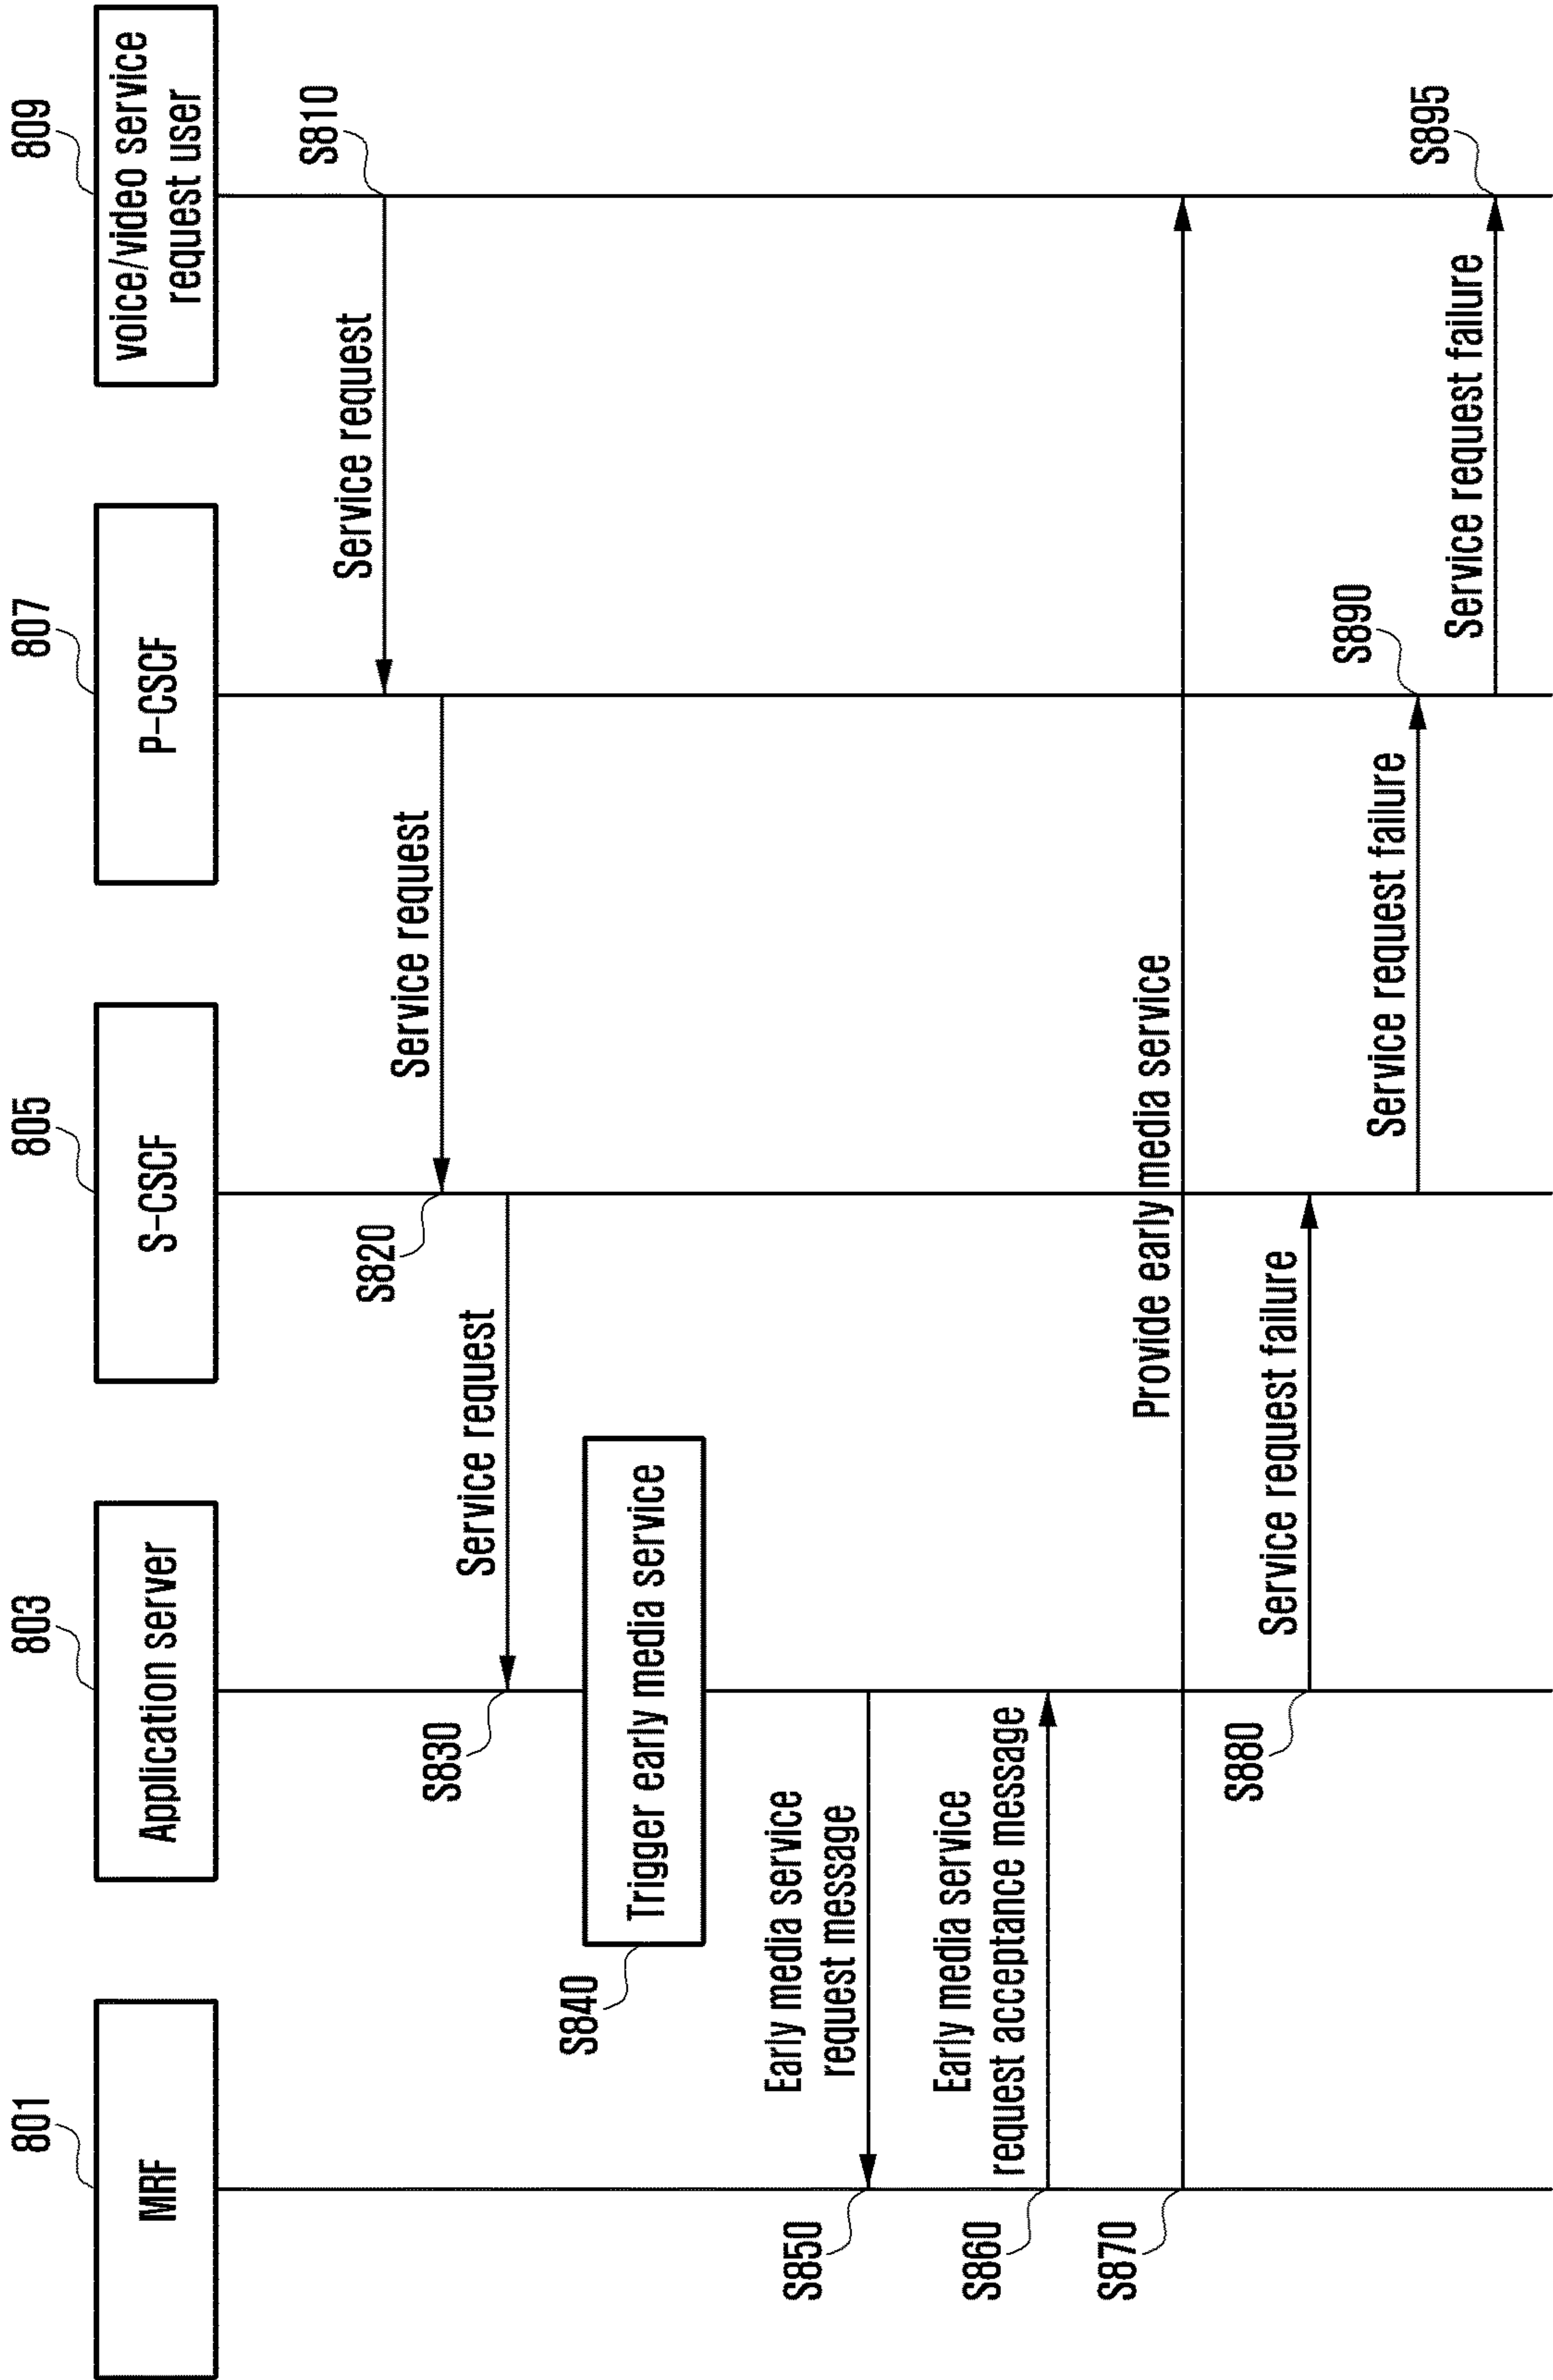 801
803
805
807
809
MRF
Application server
S-CSCF
P-CSCF
voice/video service
request user
S810
Service request
Service request
S820
Service request
S830
Trigger early media service
S840
Early media service
request message
S850
Early media service
request acceptance message
S860
Provide early media service
S870
Service request failure
S880
Service request failure
S890
Service request failure
S895